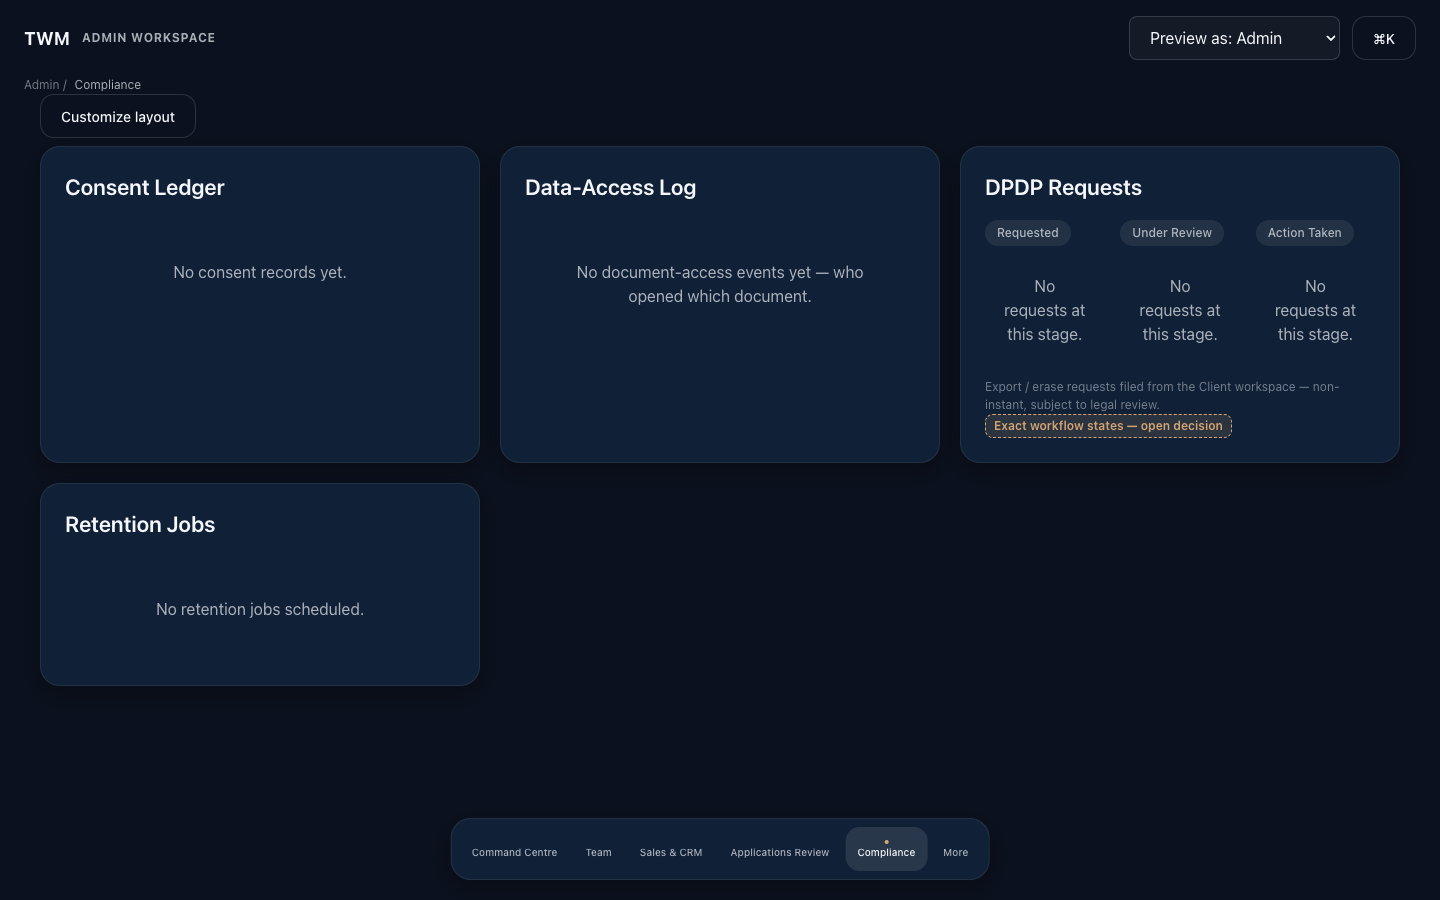 TWM ADMIN WORKSPACE
Preview as: Admin
⌘K
Admin / Compliance
Customize layout
Consent Ledger
No consent records yet.
Data-Access Log
No document-access events yet — who
opened which document.
DPDP Requests
Requested
Under Review
Action Taken
No
requests at
this stage.
No
requests at
this stage.
No
requests at
this stage.
Export / erase requests filed from the Client workspace — non-
instant, subject to legal review.
Exact workflow states — open decision
Retention Jobs
No retention jobs scheduled.
Command Centre
Team
Sales & CRM
Applications Review
Compliance
More